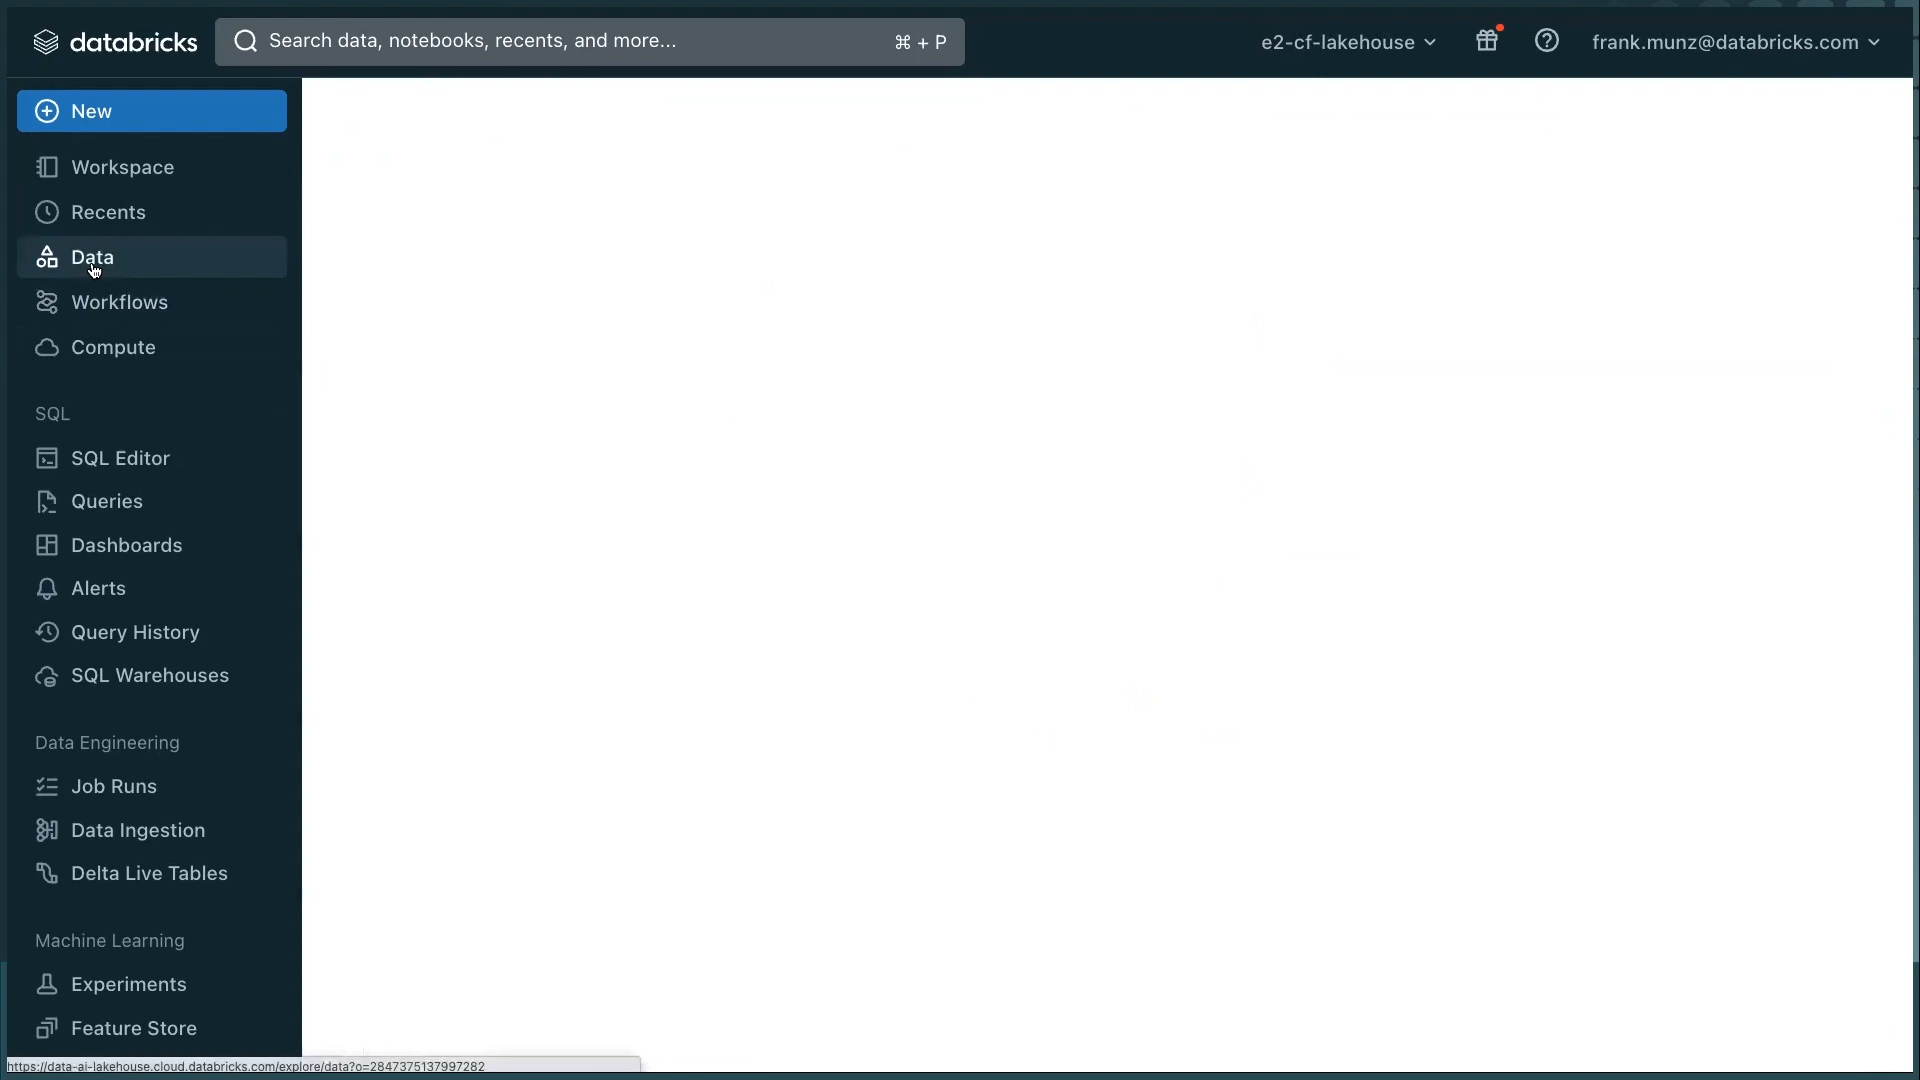 databricks
Search data, notebooks, recents, and more...
⌘ + P
e2-cf-lakehouse
frank.munz@databricks.com
New
Workspace
Recents
Data
Workflows
Compute
SQL
SQL Editor
Queries
Dashboards
Alerts
Query History
SQL Warehouses
Data Engineering
Job Runs
Data Ingestion
Delta Live Tables
Machine Learning
Experiments
Feature Store
https://data-ai-lakehouse.cloud.databricks.com/explore/data?o=2847375137997282